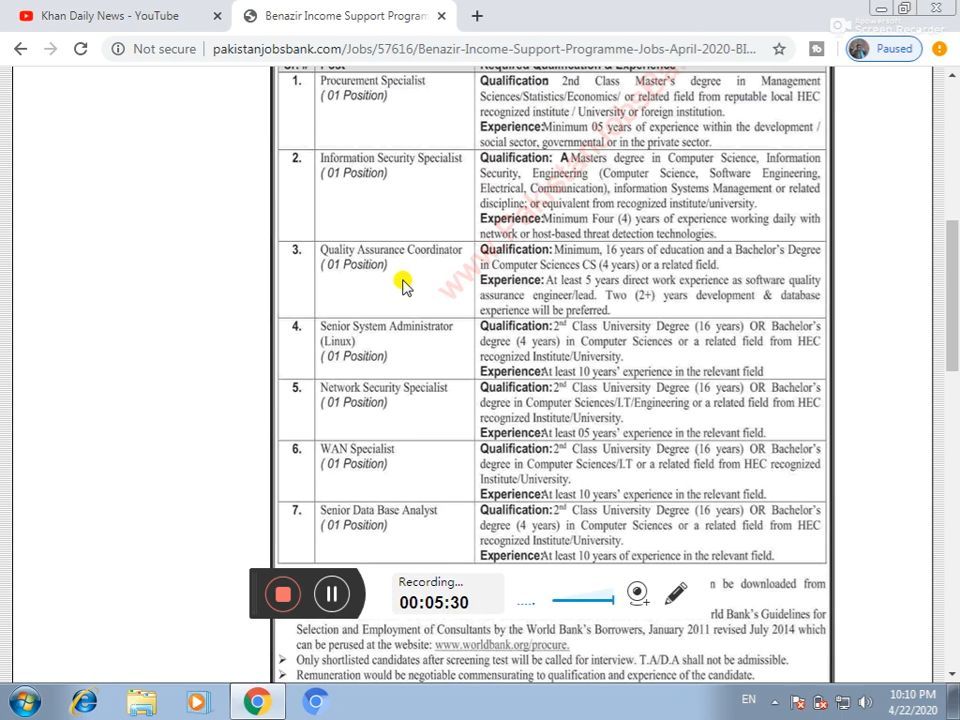 Khan Daily News - YouTube
Benazir Income Support Program
Apowersoft
Screen Recorder
Not secure
pakistanjobsbank.com/Jobs/57616/Benazir-Income-Support-Programme-Jobs-April-2020-BI...
Paused
Sr. # Post Required Qualification & Experience
1. Procurement Specialist
( 01 Position)
Qualification 2nd Class Master's degree in Management
Sciences/Statistics/Economics/ or related field from reputable local HEC
recognized institute / University or foreign institution.
Experience:Minimum 05 years of experience within the development /
social sector, governmental or in the private sector.
2. Information Security Specialist
( 01 Position)
Qualification: A Masters degree in Computer Science, Information
Security, Engineering (Computer Science, Software Engineering,
Electrical, Communication), information Systems Management or related
discipline; or equivalent from recognized institute/university.
Experience: Minimum Four (4) years of experience working daily with
network or host-based threat detection technologies.
3. Quality Assurance Coordinator
( 01 Position)
Qualification: Minimum, 16 years of education and a Bachelor's Degree
in Computer Sciences CS (4 years) or a related field.
Experience: At least 5 years direct work experience as software quality
assurance engineer/lead. Two (2+) years development & database
experience will be preferred.
4. Senior System Administrator
(Linux)
( 01 Position)
Qualification: 2nd Class University Degree (16 years) OR Bachelor's
degree (4 years) in Computer Sciences or a related field from HEC
recognized Institute/University.
Experience:At least 10 years' experience in the relevant field
5. Network Security Specialist
( 01 Position)
Qualification: 2nd Class University Degree (16 years) OR Bachelor's
degree in Computer Sciences/I.T/Engineering or a related field from HEC
recognized Institute/University.
Experience:At least 05 years' experience in the relevant field.
6. WAN Specialist
( 01 Position)
Qualification: 2nd Class University Degree (16 years) OR Bachelor's
degree in Computer Sciences/I.T or a related field from HEC recognized
Institute/University.
Experience:At least 10 years' experience in the relevant field.
7. Senior Data Base Analyst
( 01 Position)
Qualification: 2nd Class University Degree (16 years) OR Bachelor's
degree (4 years) in Computer Sciences or a related field from HEC
recognized Institute/University.
Experience:At least 10 years of experience in the relevant field.
n be downloaded from
Recording...
00:05:30
rld Bank's Guidelines for
Selection and Employment of Consultants by the World Bank's Borrowers, January 2011 revised July 2014 which
can be perused at the website: www.worldbank.org/procure.
Only shortlisted candidates after screening test will be called for interview. T.A/D.A shall not be admissible.
Remuneration would be negotiable commensurating to qualification and experience of the candidate.
EN
10:10 PM
4/22/2020